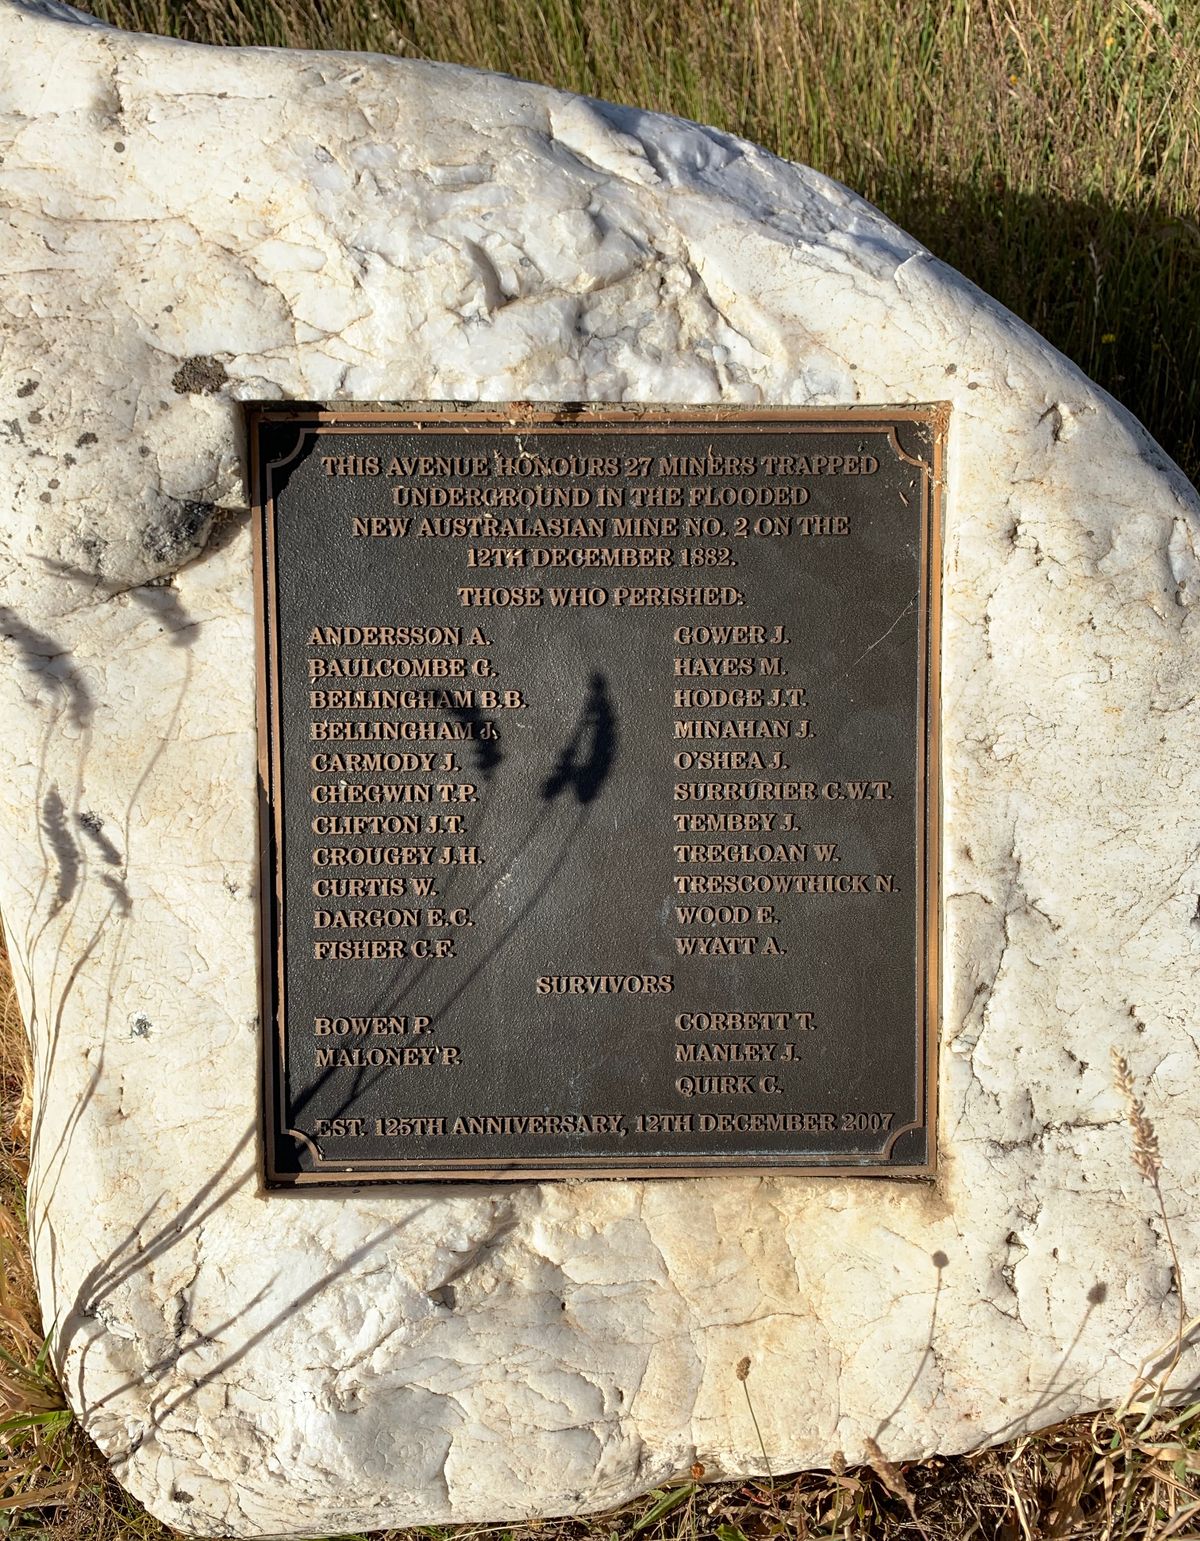 THIS AVENUE HONOURS 27 MINERS TRAPPED
UNDERGROUND IN THE FLOODED
NEW AUSTRALASIAN MINE NO. 2 ON THE
12TH DECEMBER 1882.
THOSE WHO PERISHED:
ANDERSSON A.
BAULCOMBE G.
BELLINGHAM B.B.
BELLINGHAM J.
CARMODY J.
CHEGWIN T.P.
CLIFTON J.T.
CROUGEY J.H.
CURTIS W.
DARGON E.C.
FISHER C.F.
GOWER J.
HAYES M.
HODGE J.T.
MINAHAN J.
O'SHEA J.
SURRURIER C.W.T.
TEMBEY J.
TREGLOAN W.
TRESCOWTHICK N.
WOOD E.
WYATT A.
SURVIVORS
BOWEN P.
MALONEY P.
CORBETT T.
MANLEY J.
QUIRK C.
EST. 125TH ANNIVERSARY, 12TH DECEMBER 2007